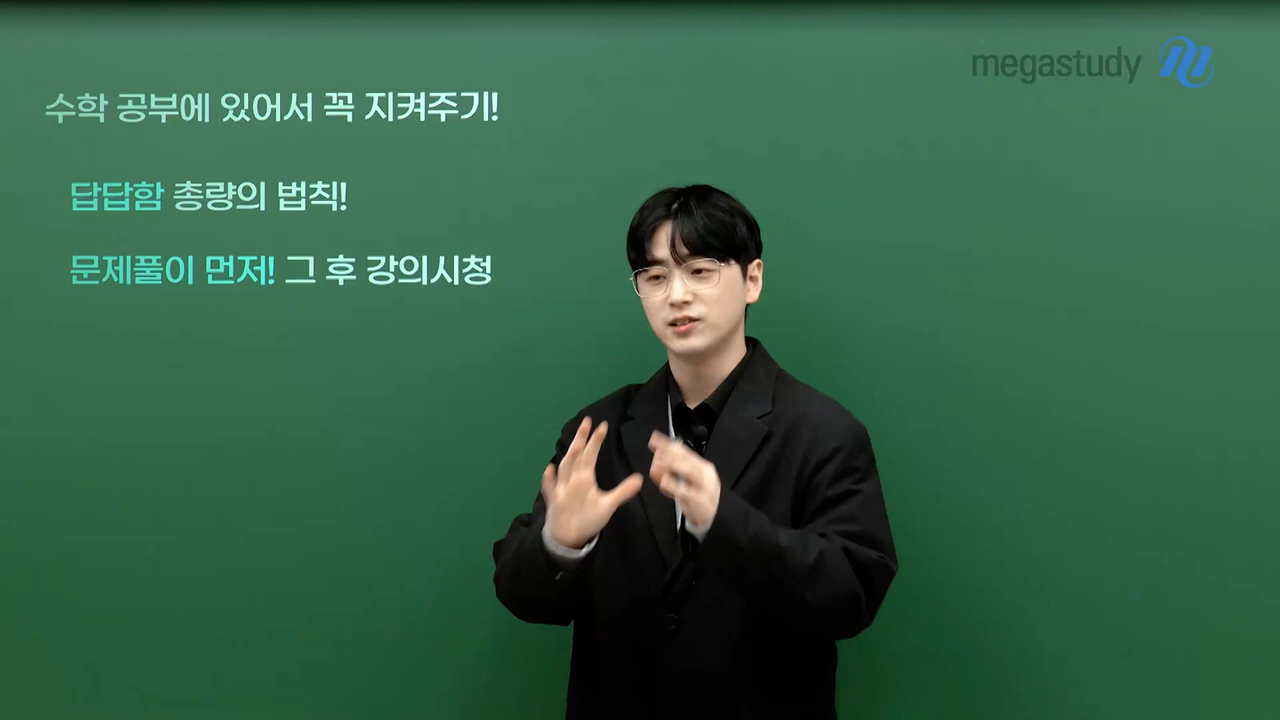 megastudy
수학 공부에 있어서 꼭 지켜주기!
답답함 총량의 법칙!
문제풀이 먼저! 그 후 강의시청